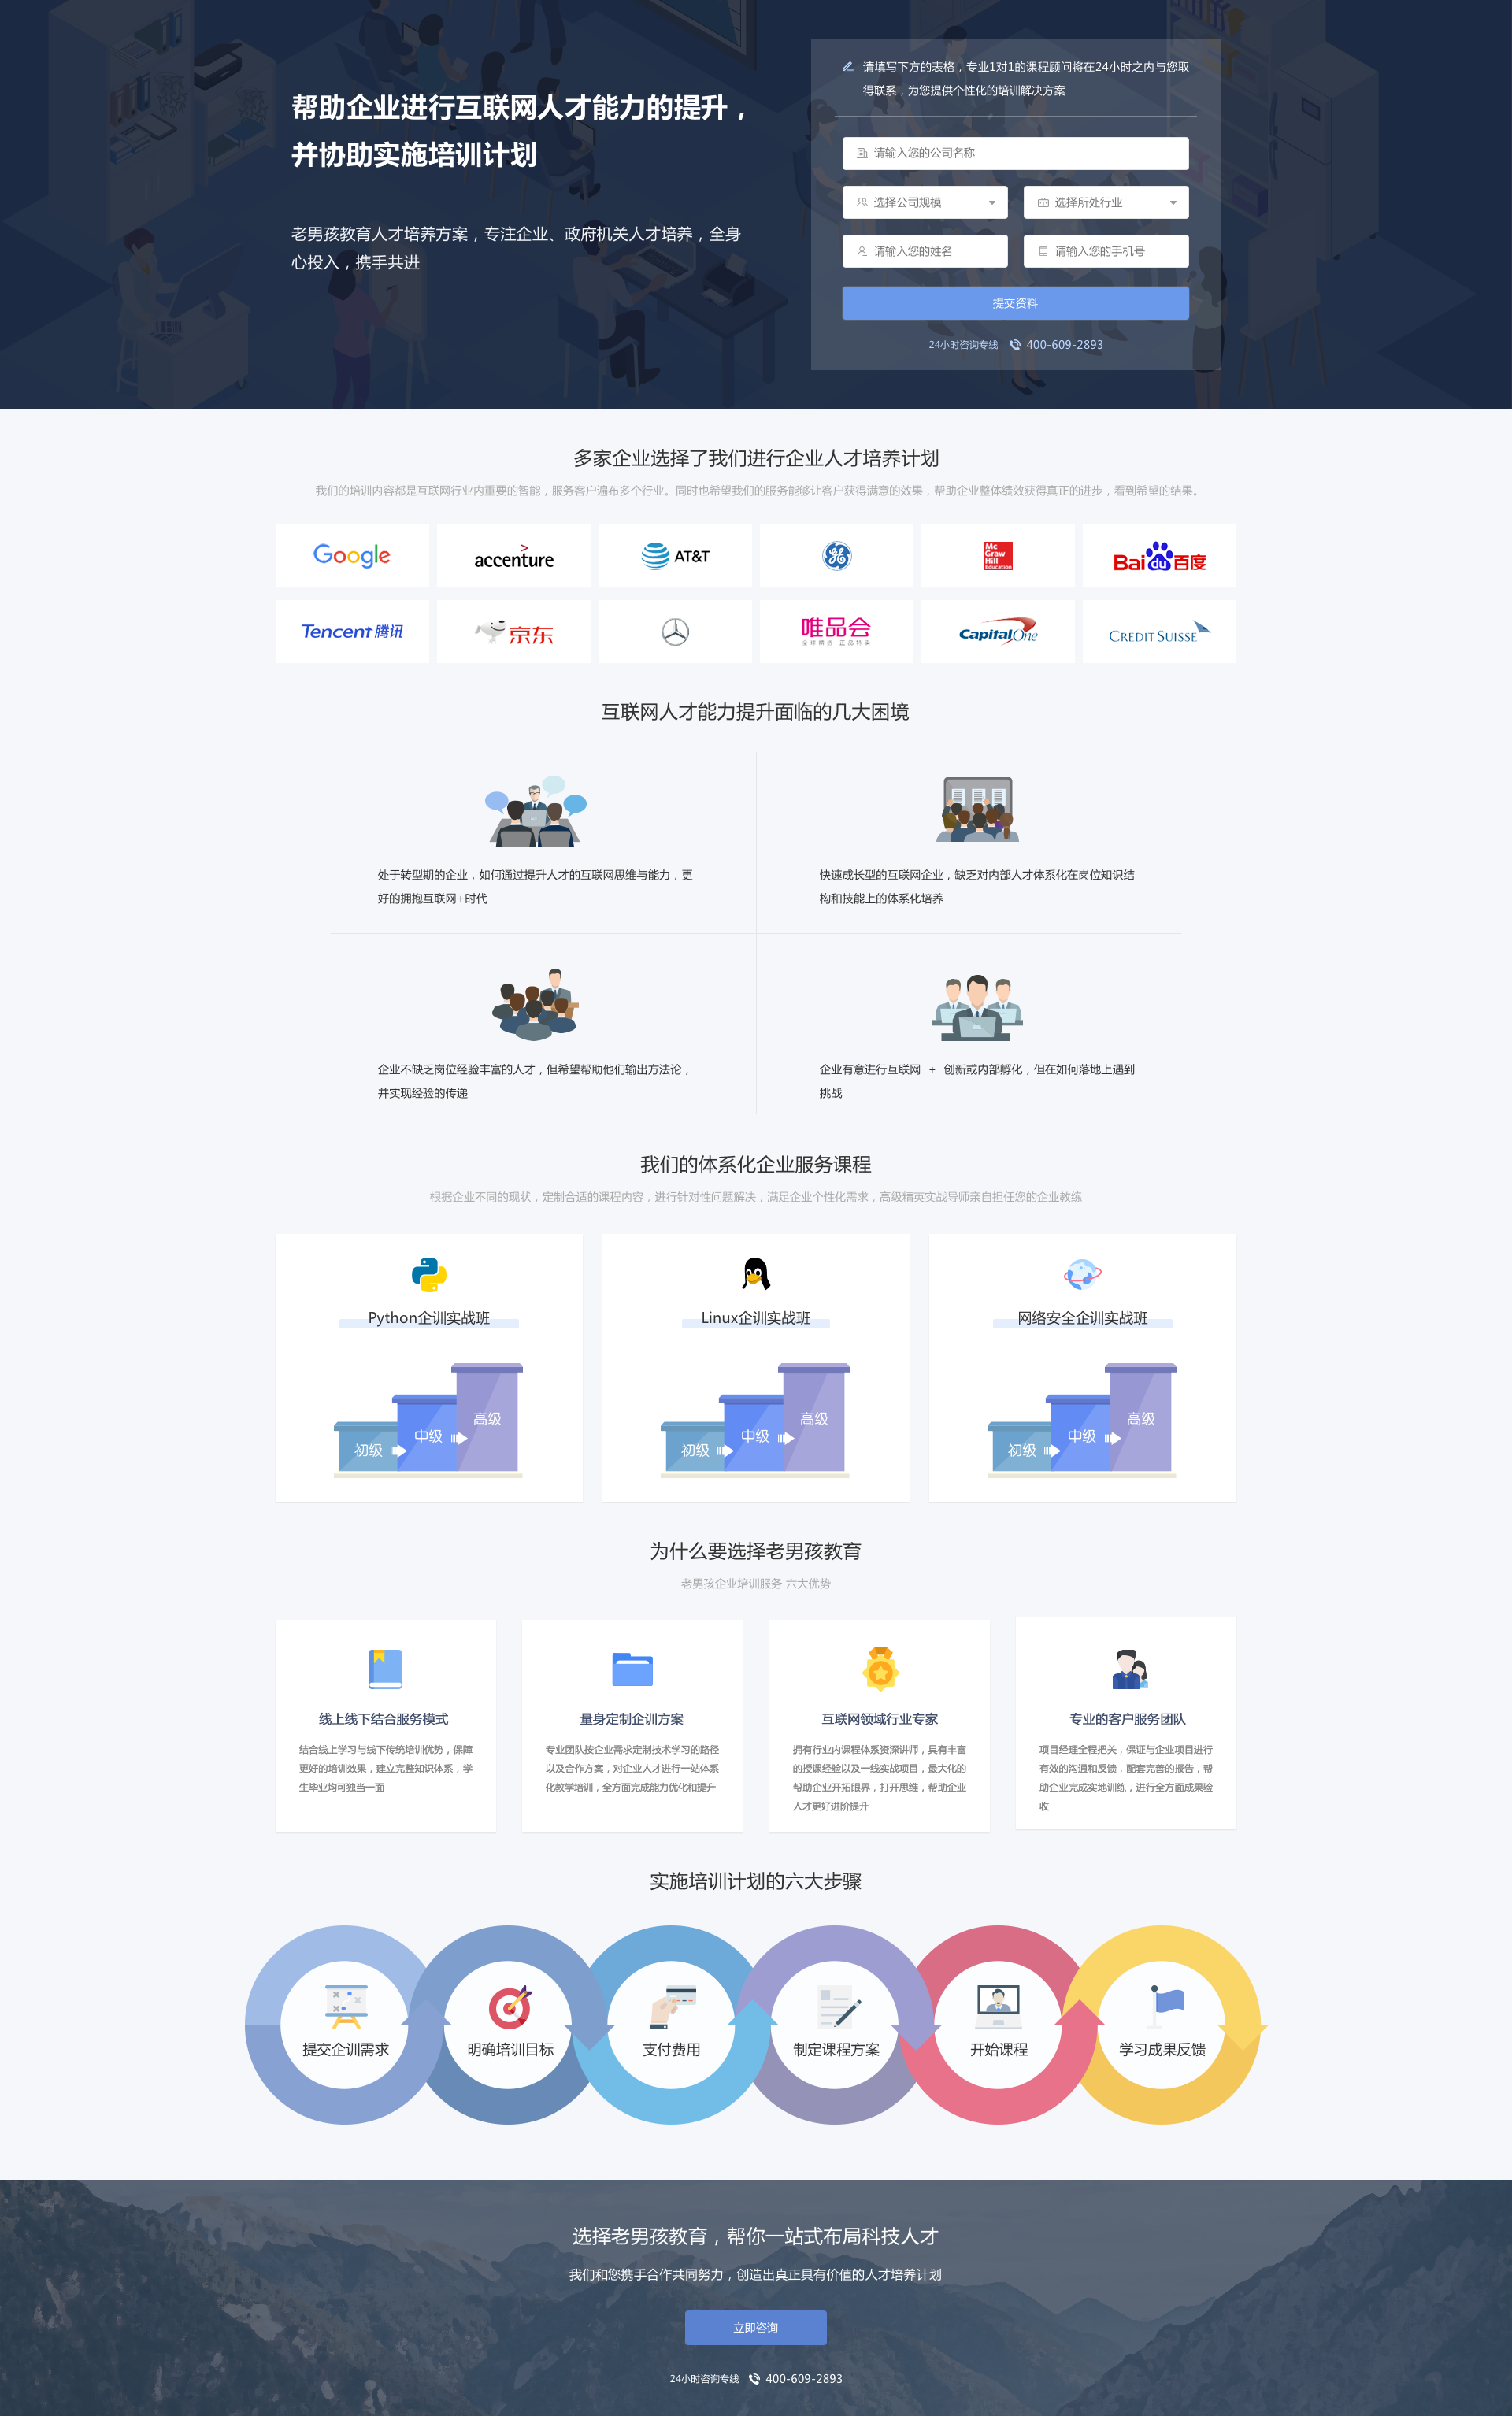 帮助企业进行互联网人才能力的提升，
并协助实施培训计划
老男孩教育人才培养方案，专注企业、政府机关人才培养，全身
心投入，携手共进
请填写下方的表格，专业1对1的课程顾问将在24小时之内与您取
得联系，为您提供个性化的培训解决方案
请输入您的公司名称
选择公司规模
选择所处行业
请输入您的姓名
请输入您的手机号
提交资料
24小时咨询专线 400-609-2893
多家企业选择了我们进行企业人才培养计划
我们的培训内容都是互联网行业内重要的智能，服务客户遍布多个行业。同时也希望我们的服务能够让客户获得满意的效果，帮助企业整体绩效获得真正的进步，看到希望的结果。
Google
accenture
AT&T
GE
Mc
Graw
Hill
Education
Bai du 百度
Tencent 腾讯
京东
唯品会
全球精选 正品特卖
Capital One
CREDIT SUISSE
互联网人才能力提升面临的几大困境
处于转型期的企业，如何通过提升人才的互联网思维与能力，更
好的拥抱互联网+时代
快速成长型的互联网企业，缺乏对内部人才体系化在岗位知识结
构和技能上的体系化培养
企业不缺乏岗位经验丰富的人才，但希望帮助他们输出方法论，
并实现经验的传递
企业有意进行互联网 + 创新或内部孵化，但在如何落地上遇到
挑战
我们的体系化企业服务课程
根据企业不同的现状，定制合适的课程内容，进行针对性问题解决，满足企业个性化需求，高级精英实战导师亲自担任您的企业教练
Python企训实战班
初级
中级
高级
Linux企训实战班
初级
中级
高级
网络安全企训实战班
初级
中级
高级
为什么要选择老男孩教育
老男孩企业培训服务 六大优势
线上线下结合服务模式
结合线上学习与线下传统培训优势，保障
更好的培训效果，建立完整知识体系，学
生毕业均可独当一面
量身定制企训方案
专业团队按企业需求定制技术学习的路径
以及合作方案，对企业人才进行一站体系
化教学培训，全方面完成能力优化和提升
互联网领域行业专家
拥有行业内课程体系资深讲师，具有丰富
的授课经验以及一线实战项目，最大化的
帮助企业开拓眼界，打开思维，帮助企业
人才更好进阶提升
专业的客户服务团队
项目经理全程把关，保证与企业项目进行
有效的沟通和反馈，配套完善的报告，帮
助企业完成实地训练，进行全方面成果验
收
实施培训计划的六大步骤
提交企训需求
明确培训目标
支付费用
制定课程方案
开始课程
学习成果反馈
选择老男孩教育，帮你一站式布局科技人才
我们和您携手合作共同努力，创造出真正具有价值的人才培养计划
立即咨询
24小时咨询专线 400-609-2893